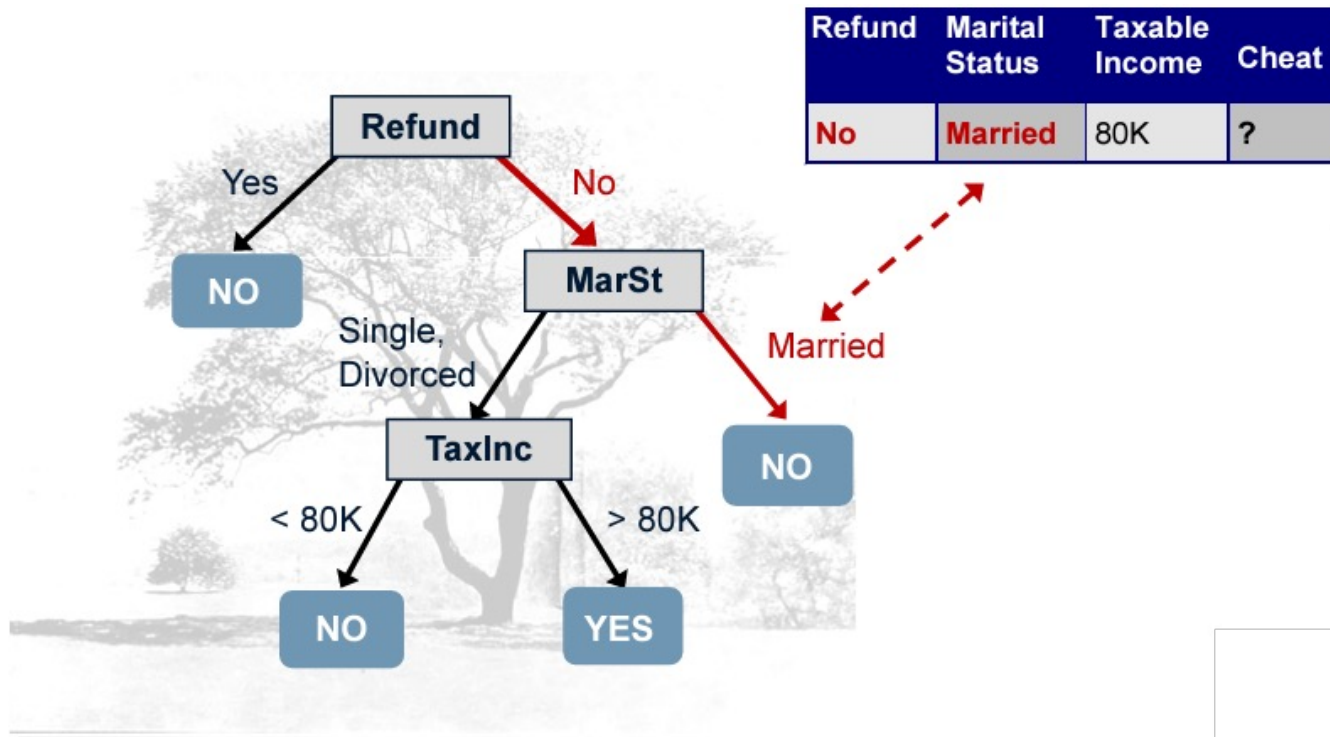 Refund
Marital Status
Taxable Income
Cheat
No
Married
80K
?
Refund
Yes
No
NO
MarSt
Single,
Divorced
Married
TaxInc
NO
< 80K
> 80K
NO
YES